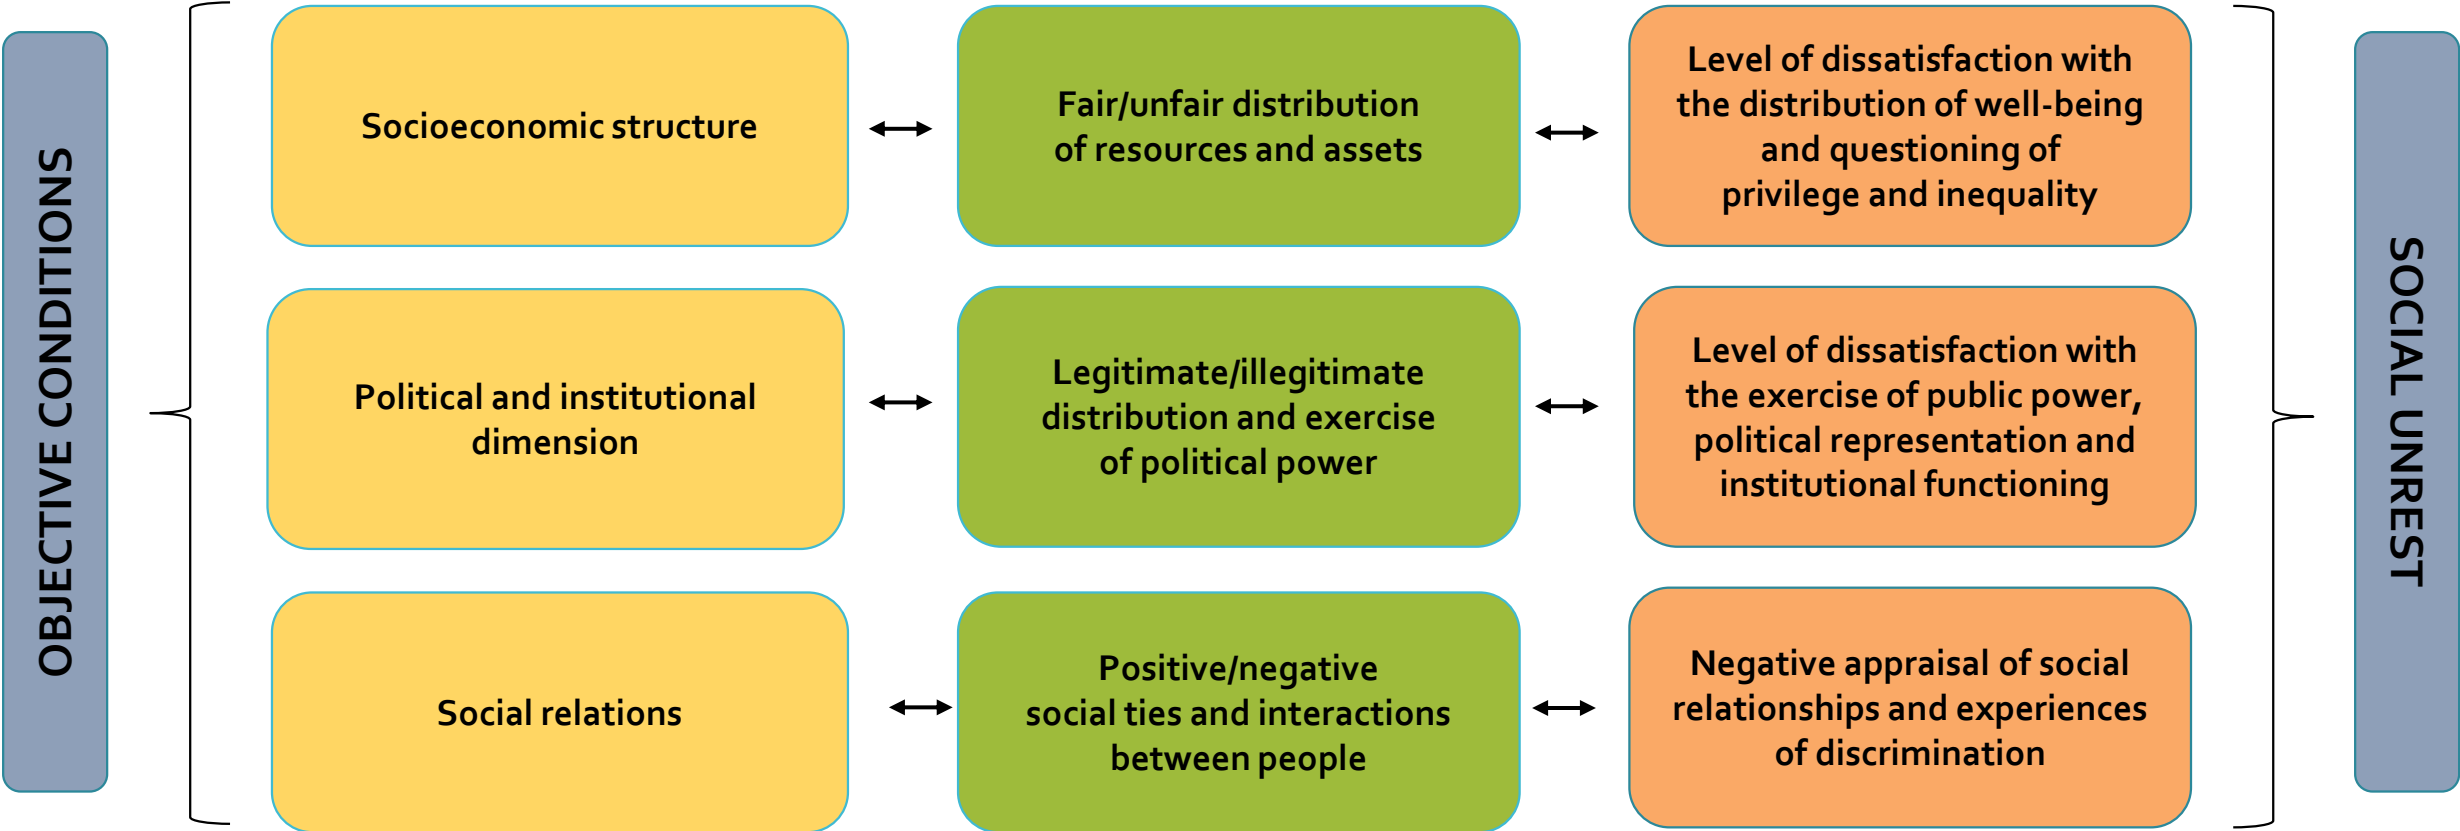 OBJECTIVE CONDITIONS
Socioeconomic structure
Fair/unfair distribution
of resources and assets
Level of dissatisfaction with
the distribution of well-being
and questioning of
privilege and inequality
Political and institutional
dimension
Legitimate/illegitimate
distribution and exercise
of political power
Level of dissatisfaction with
the exercise of public power,
political representation and
institutional functioning
Social relations
Positive/negative
social ties and interactions
between people
Negative appraisal of social
relationships and experiences
of discrimination
SOCIAL UNREST